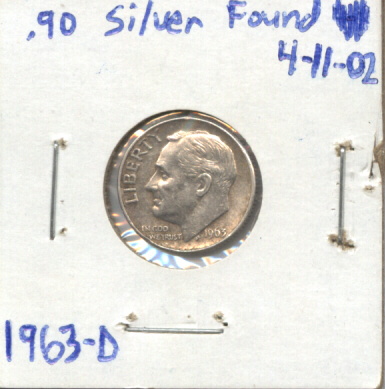 .90 Silver Found
4-11-02
LIBERTY
IN GOD
WE TRUST
1963
1963-D